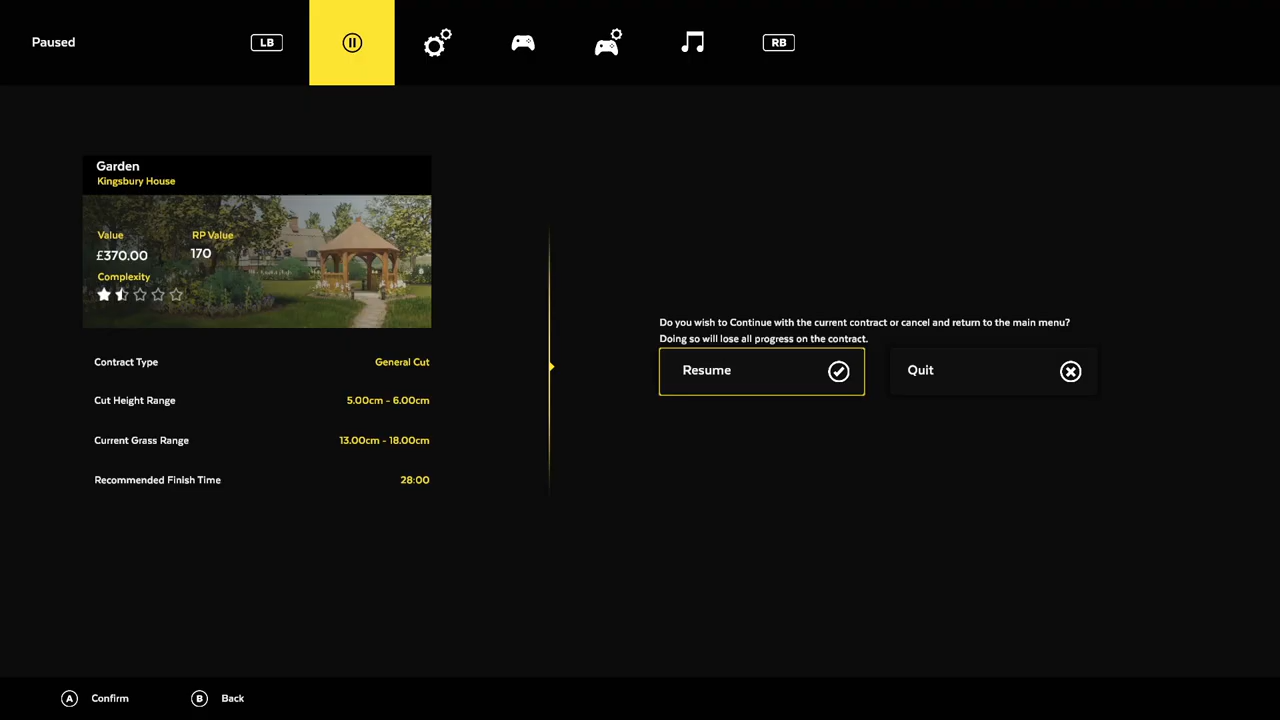 Paused
LB
RB
Garden
Kingsbury House
Value
RP Value
£370.00
170
Complexity
Contract Type
General Cut
Cut Height Range
5.00cm - 6.00cm
Current Grass Range
13.00cm - 18.00cm
Recommended Finish Time
28:00
Do you wish to Continue with the current contract or cancel and return to the main menu?
Doing so will lose all progress on the contract.
Resume
Quit
A Confirm
B Back